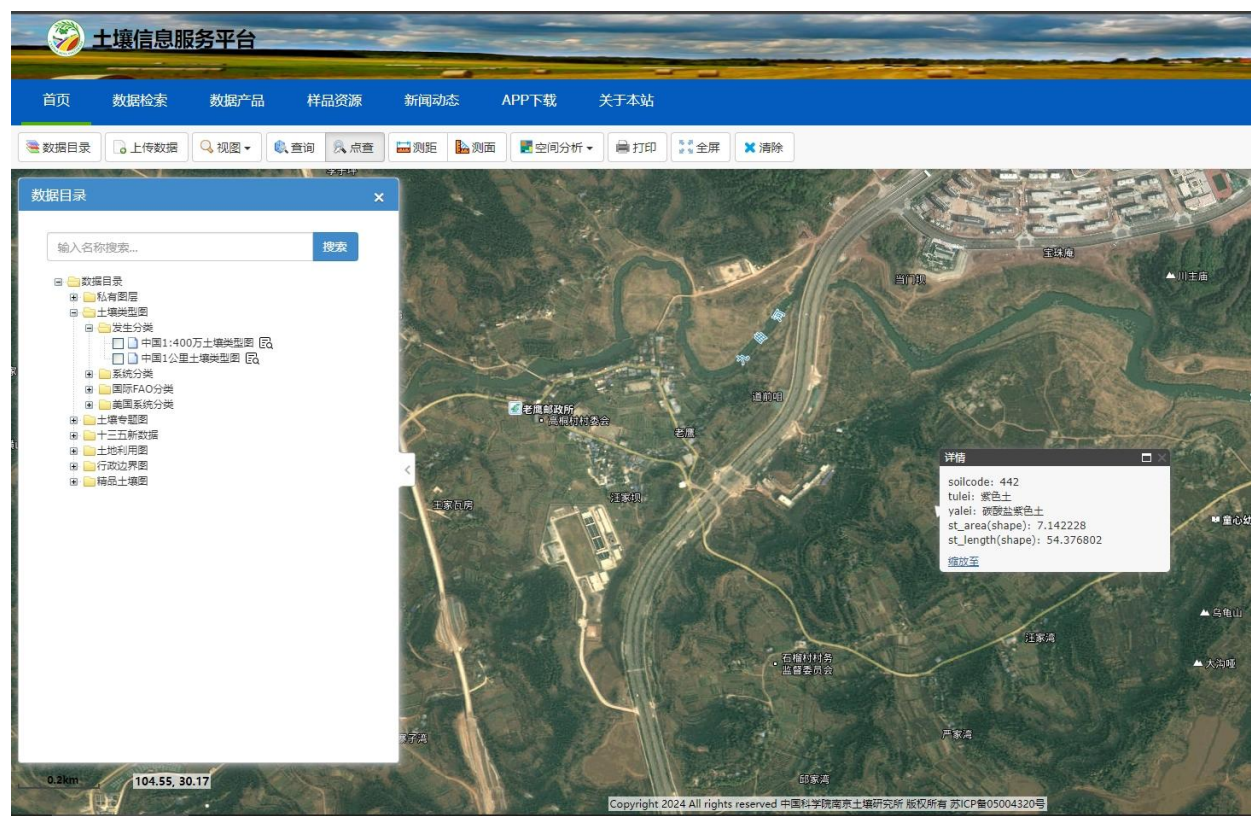 土壤信息服务平台
首页 数据检索 数据产品 样品资源 新闻动态 APP下载 关于本站
数据目录 上传数据 视图 查询 点查 测距 测面 空间分析 打印 全屏 清除
数据目录 ×
输入名称搜索... 搜索
数据目录
私有图层
土壤类型图
发生分类
中国1:400万土壤类型图
中国1公里土壤类型图
系统分类
国际FAO分类
美国系统分类
土壤专题图
十三五新数据
土地利用图
行政边界图
精品土壤图
宝珠庵
当门坝
川主庙
道前咀
老鹰邮政所
高椐村村委会
老鹰
汪家坝
王家瓦房
详情
soilcode: 442
tulei: 紫色土
yalei: 碳酸盐紫色土
st_area(shape): 7.142228
st_length(shape): 54.376802
缩放至
童心幼
乌龟山
汪家湾
石榴村村务
监督委员会
大沟哑
严家湾
邱家湾
0.2km
104.55, 30.17
Copyright 2024 All rights reserved 中国科学院南京土壤研究所 版权所有 苏ICP备05004320号